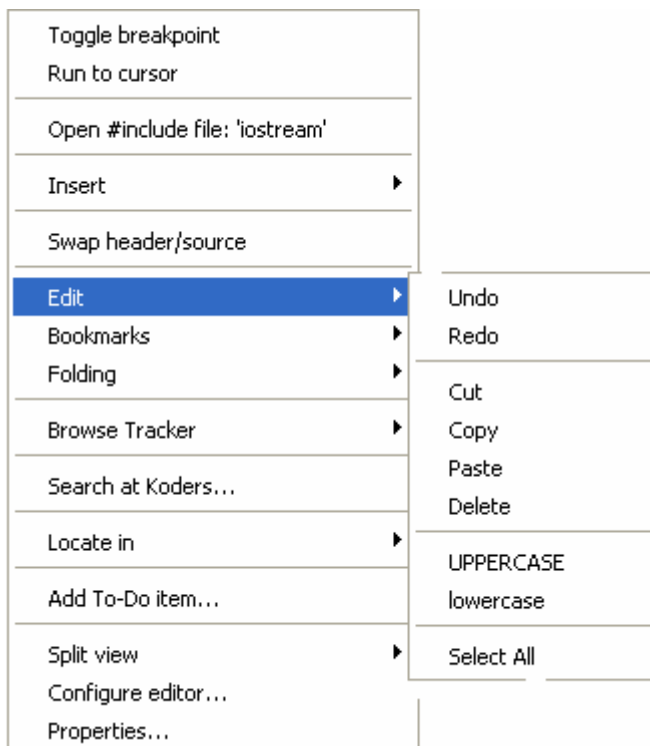 Toggle breakpoint
Run to cursor
Open #include file: 'iostream'
Insert
Swap header/source
Edit
Bookmarks
Folding
Browse Tracker
Search at Koders...
Locate in
Add To-Do item...
Split view
Configure editor...
Properties...
Undo
Redo
Cut
Copy
Paste
Delete
UPPERCASE
lowercase
Select All